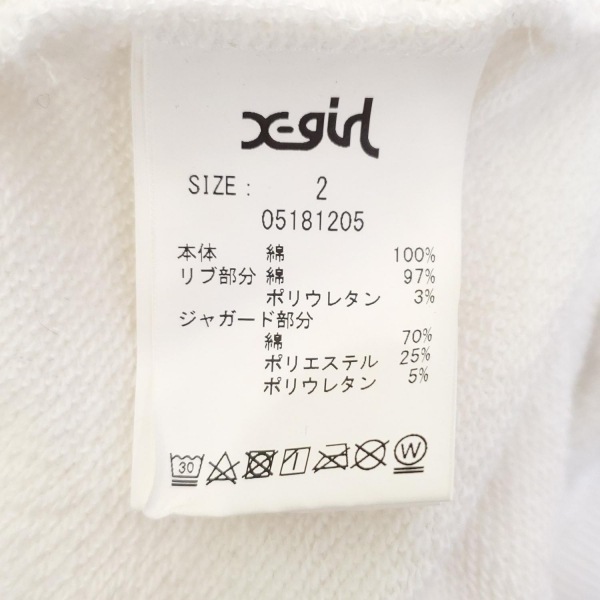 X-girl
SIZE: 2
05181205
本体 綿 100%
リブ部分 綿 97%
ポリウレタン 3%
ジャガード部分
綿 70%
ポリエステル 25%
ポリウレタン 5%
30 W